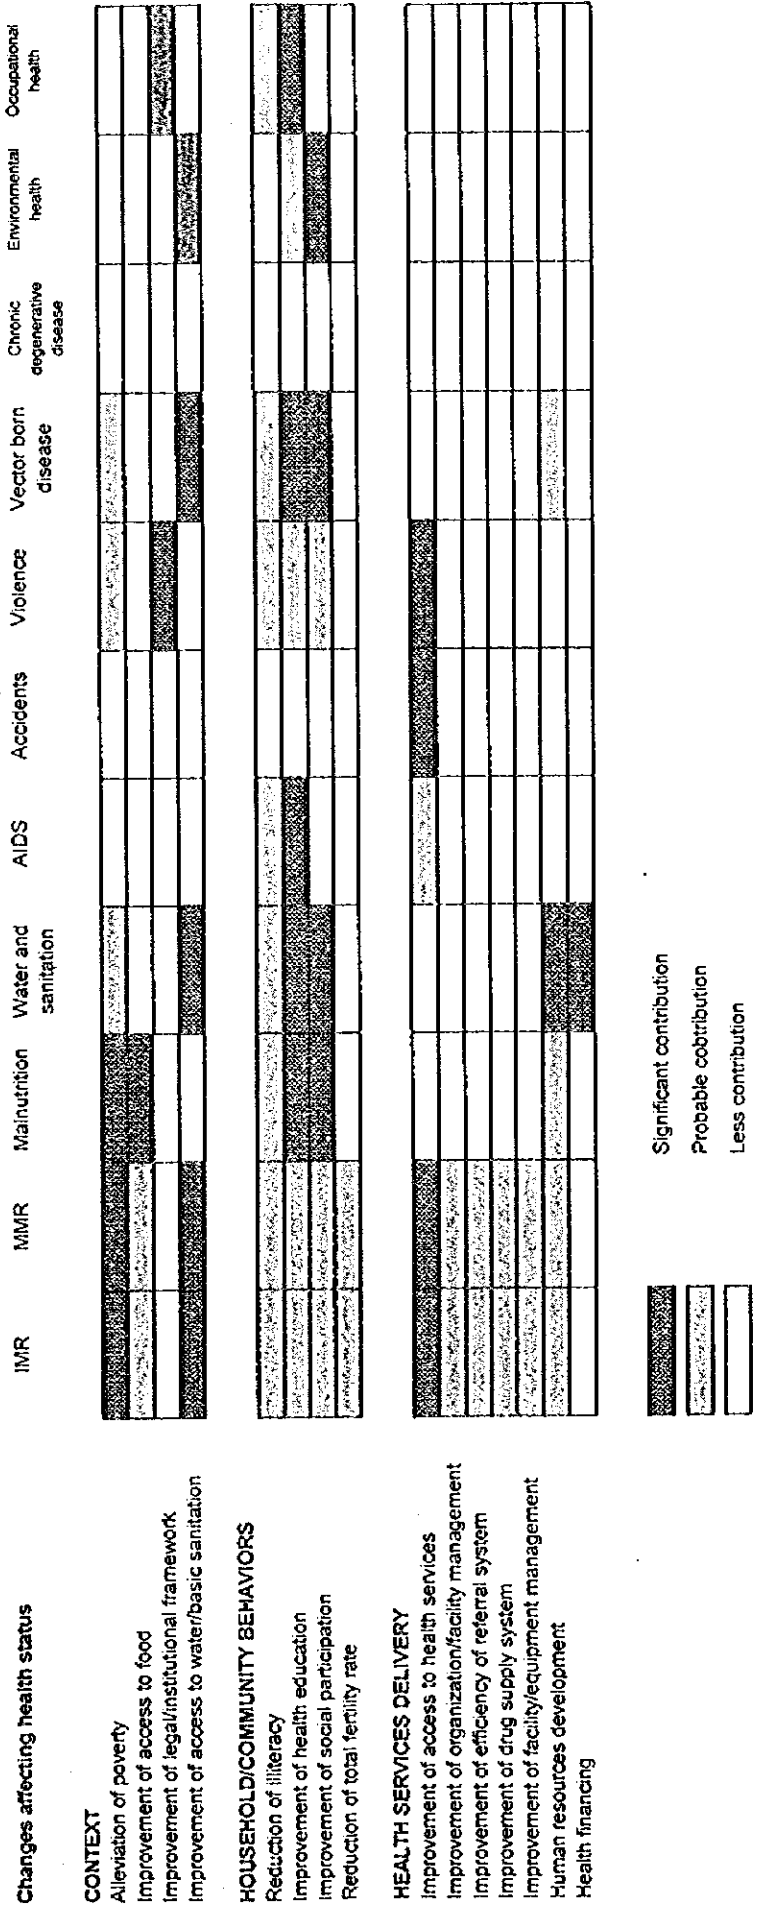 Changes affecting health status
IMR
MMR
Malnutrition
Water and
sanitation
AIDS
Accidents
Violence
Vector born
disease
Chronic
degenerative
disease
Environmental
health
Occupational
health
CONTEXT
Alleviation of poverty
Improvement of access to food
Improvement of legal/institutional framework
Improvement of access to water/basic sanitation
HOUSEHOLD/COMMUNITY BEHAVIORS
Reduction of illiteracy
Improvement of health education
Improvement of social participation
Reduction of total fertility rate
HEALTH SERVICES DELIVERY
Improvement of access to health services
Improvement of organization/facility management
Improvement of efficiency of referral system
Improvement of drug supply system
Improvement of facility/equipment management
Human resources development
Health financing
Significant contribution
Probable cobtribution
Less contribution